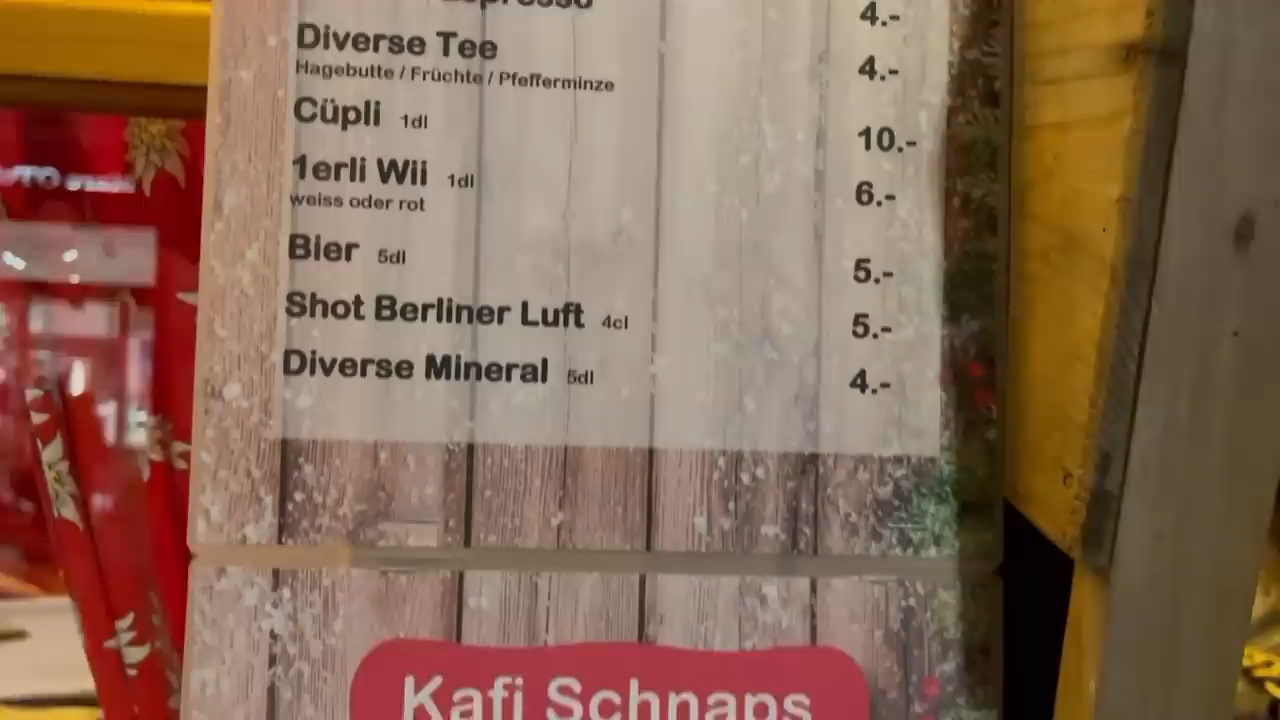 Espresso 4.-
Diverse Tee 4.-
Hagebutte / Früchte / Pfefferminze
Cüpli 1dl 10.-
1erli Wii 1dl 6.-
weiss oder rot
Bier 5dl 5.-
Shot Berliner Luft 4cl 5.-
Diverse Mineral 5dl 4.-
Kafi Schnaps